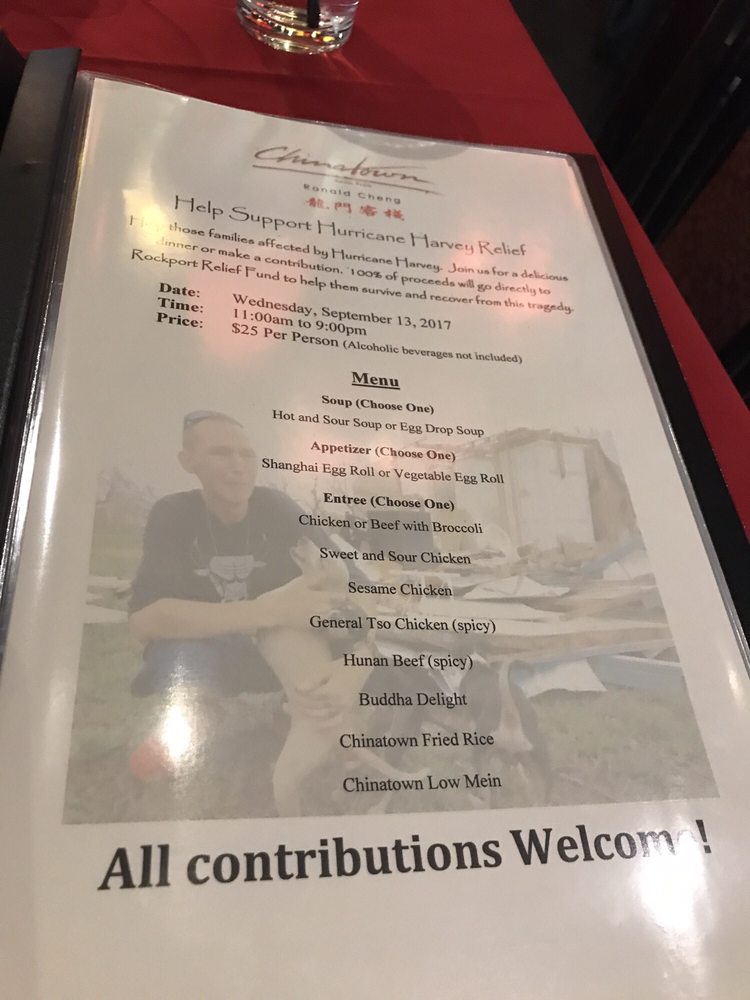 Chinatown
Ronald Cheng
龍門客棧
Help Support Hurricane Harvey Relief
Help those families affected by Hurricane Harvey. Join us for a delicious
dinner or make a contribution. 100% of proceeds will go directly to
Rockport Relief Fund to help them survive and recover from this tragedy.
Date: Wednesday, September 13, 2017
Time: 11:00am to 9:00pm
Price: $25 Per Person (Alcoholic beverages not included)
Menu
Soup (Choose One)
Hot and Sour Soup or Egg Drop Soup
Appetizer (Choose One)
Shanghai Egg Roll or Vegetable Egg Roll
Entree (Choose One)
Chicken or Beef with Broccoli
Sweet and Sour Chicken
Sesame Chicken
General Tso Chicken (spicy)
Hunan Beef (spicy)
Buddha Delight
Chinatown Fried Rice
Chinatown Low Mein
All contributions Welcome!